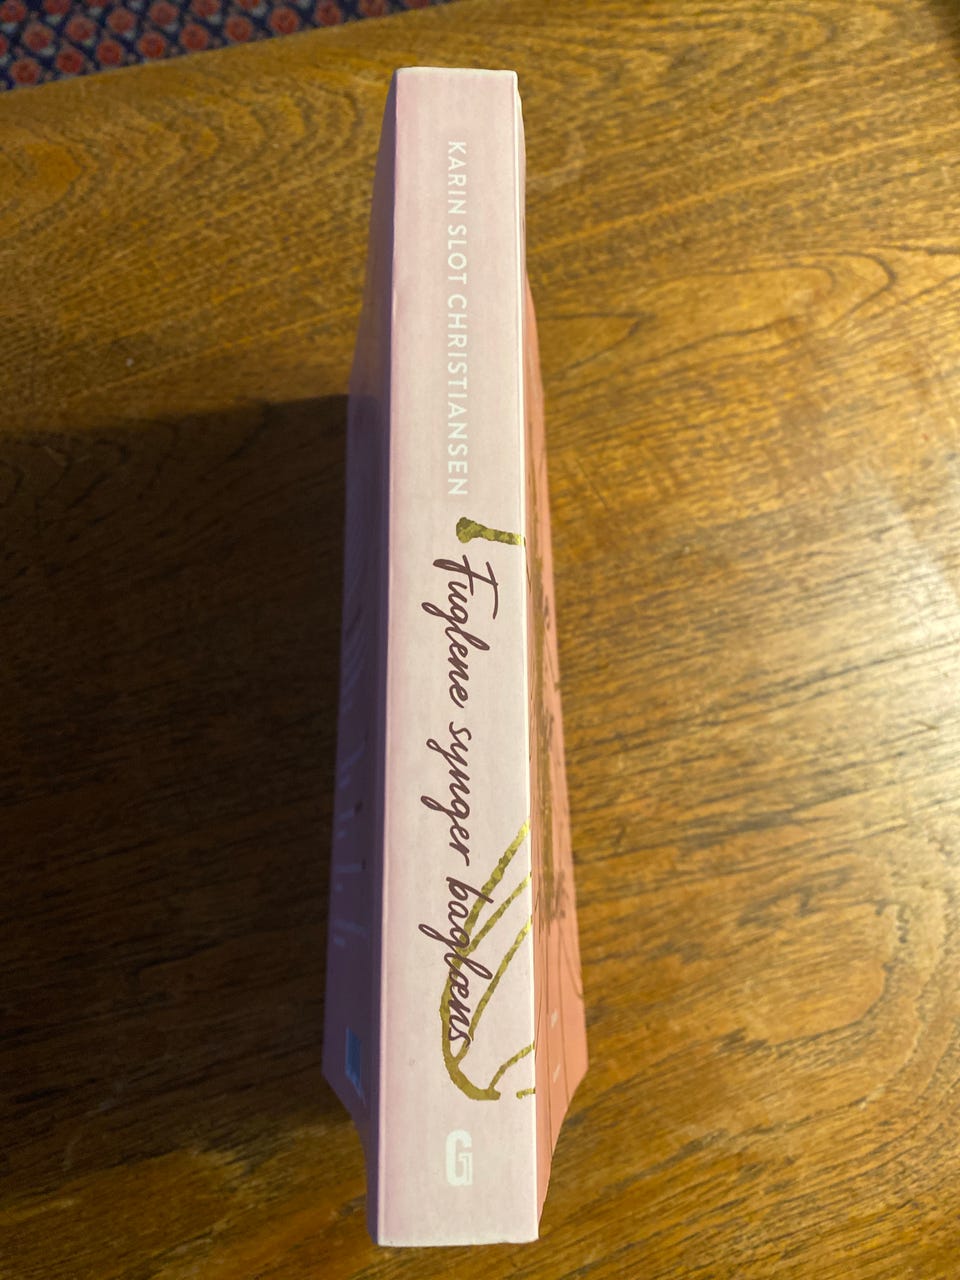 KARIN SLOT CHRISTIANSEN
Fuglene synger baglæns
G